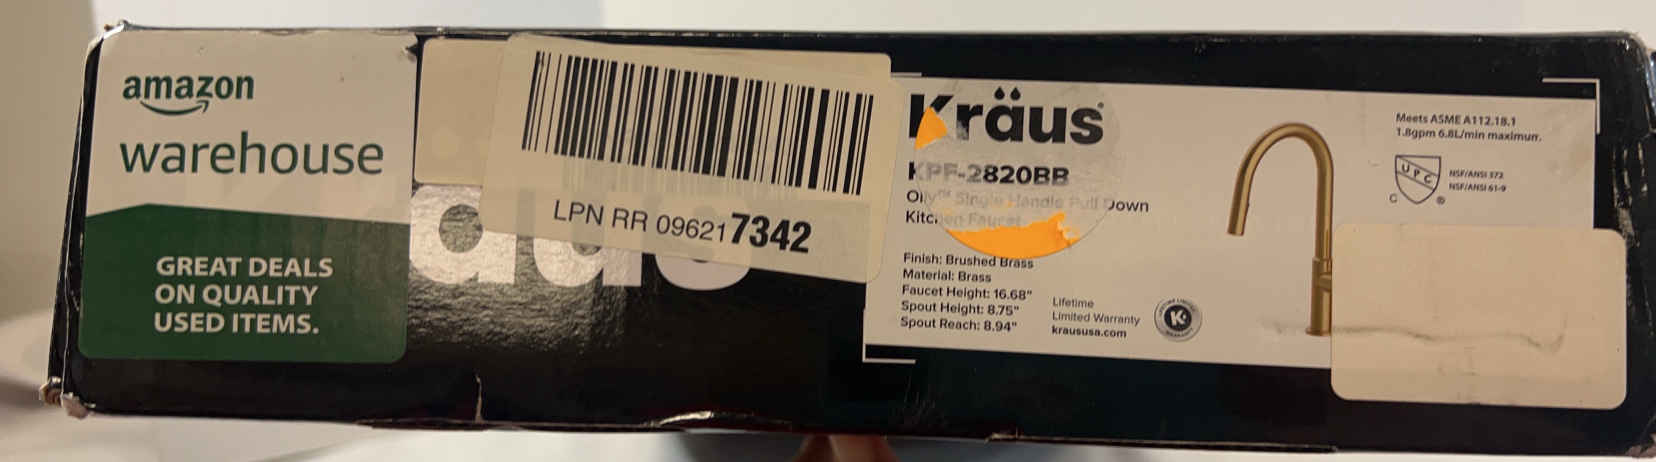 amazon
warehouse
GREAT DEALS
ON QUALITY
USED ITEMS.
LPN RR 0962177342
Kräus
KPF-2820BB
Oily™ Single Handle Pull Down
Kitchen Faucet
Finish: Brushed Brass
Material: Brass
Faucet Height: 16.68"
Spout Height: 8.75"
Spout Reach: 8.94"
Lifetime
Limited Warranty
kraususa.com
K
Meets ASME A112.18.1
1.8gpm 6.8L/min maximum.
UPC
C ®
NSF/ANSI 372
NSF/ANSI 61-9